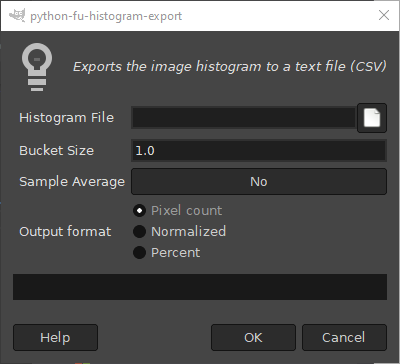 python-fu-histogram-export
Exports the image histogram to a text file (CSV)
Histogram File
Bucket Size 1.0
Sample Average No
Output format
Pixel count
Normalized
Percent
Help OK Cancel